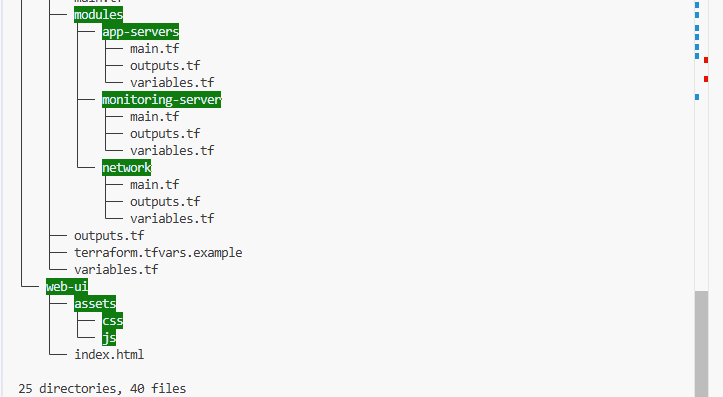 main.tf
modules
app-servers
main.tf
outputs.tf
variables.tf
monitoring-server
main.tf
outputs.tf
variables.tf
network
main.tf
outputs.tf
variables.tf
outputs.tf
terraform.tfvars.example
variables.tf
web-ui
assets
css
js
index.html
25 directories, 40 files